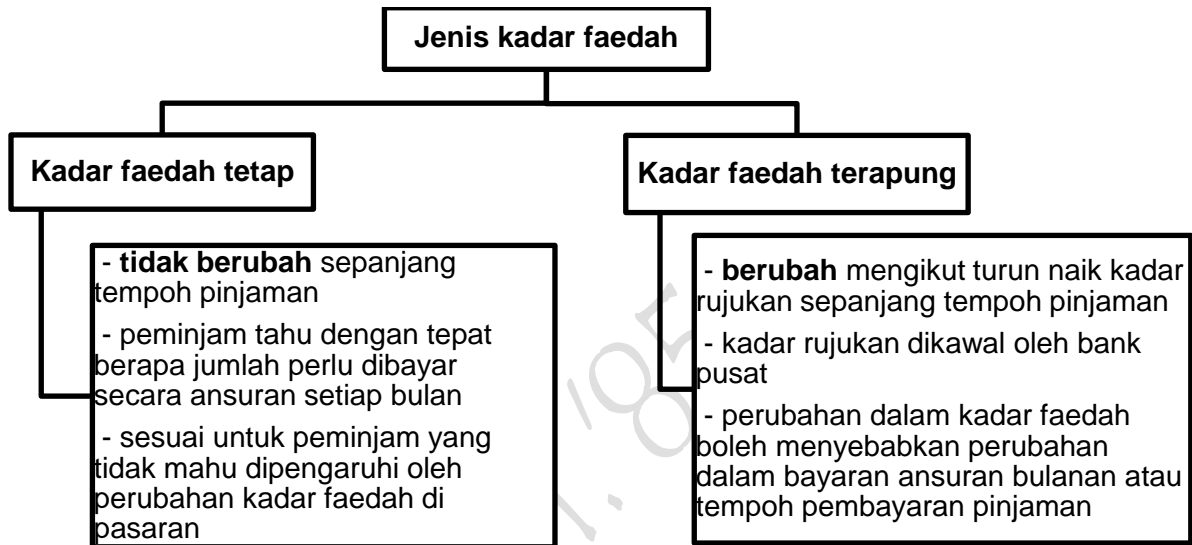 Jenis kadar faedah
Kadar faedah tetap
- tidak berubah sepanjang
tempoh pinjaman
- peminjam tahu dengan tepat
berapa jumlah perlu dibayar
secara ansuran setiap bulan
- sesuai untuk peminjam yang
tidak mahu dipengaruhi oleh
perubahan kadar faedah di
pasaran
Kadar faedah terapung
- berubah mengikut turun naik kadar
rujukan sepanjang tempoh pinjaman
- kadar rujukan dikawal oleh bank
pusat
- perubahan dalam kadar faedah
boleh menyebabkan perubahan
dalam bayaran ansuran bulanan atau
tempoh pembayaran pinjaman